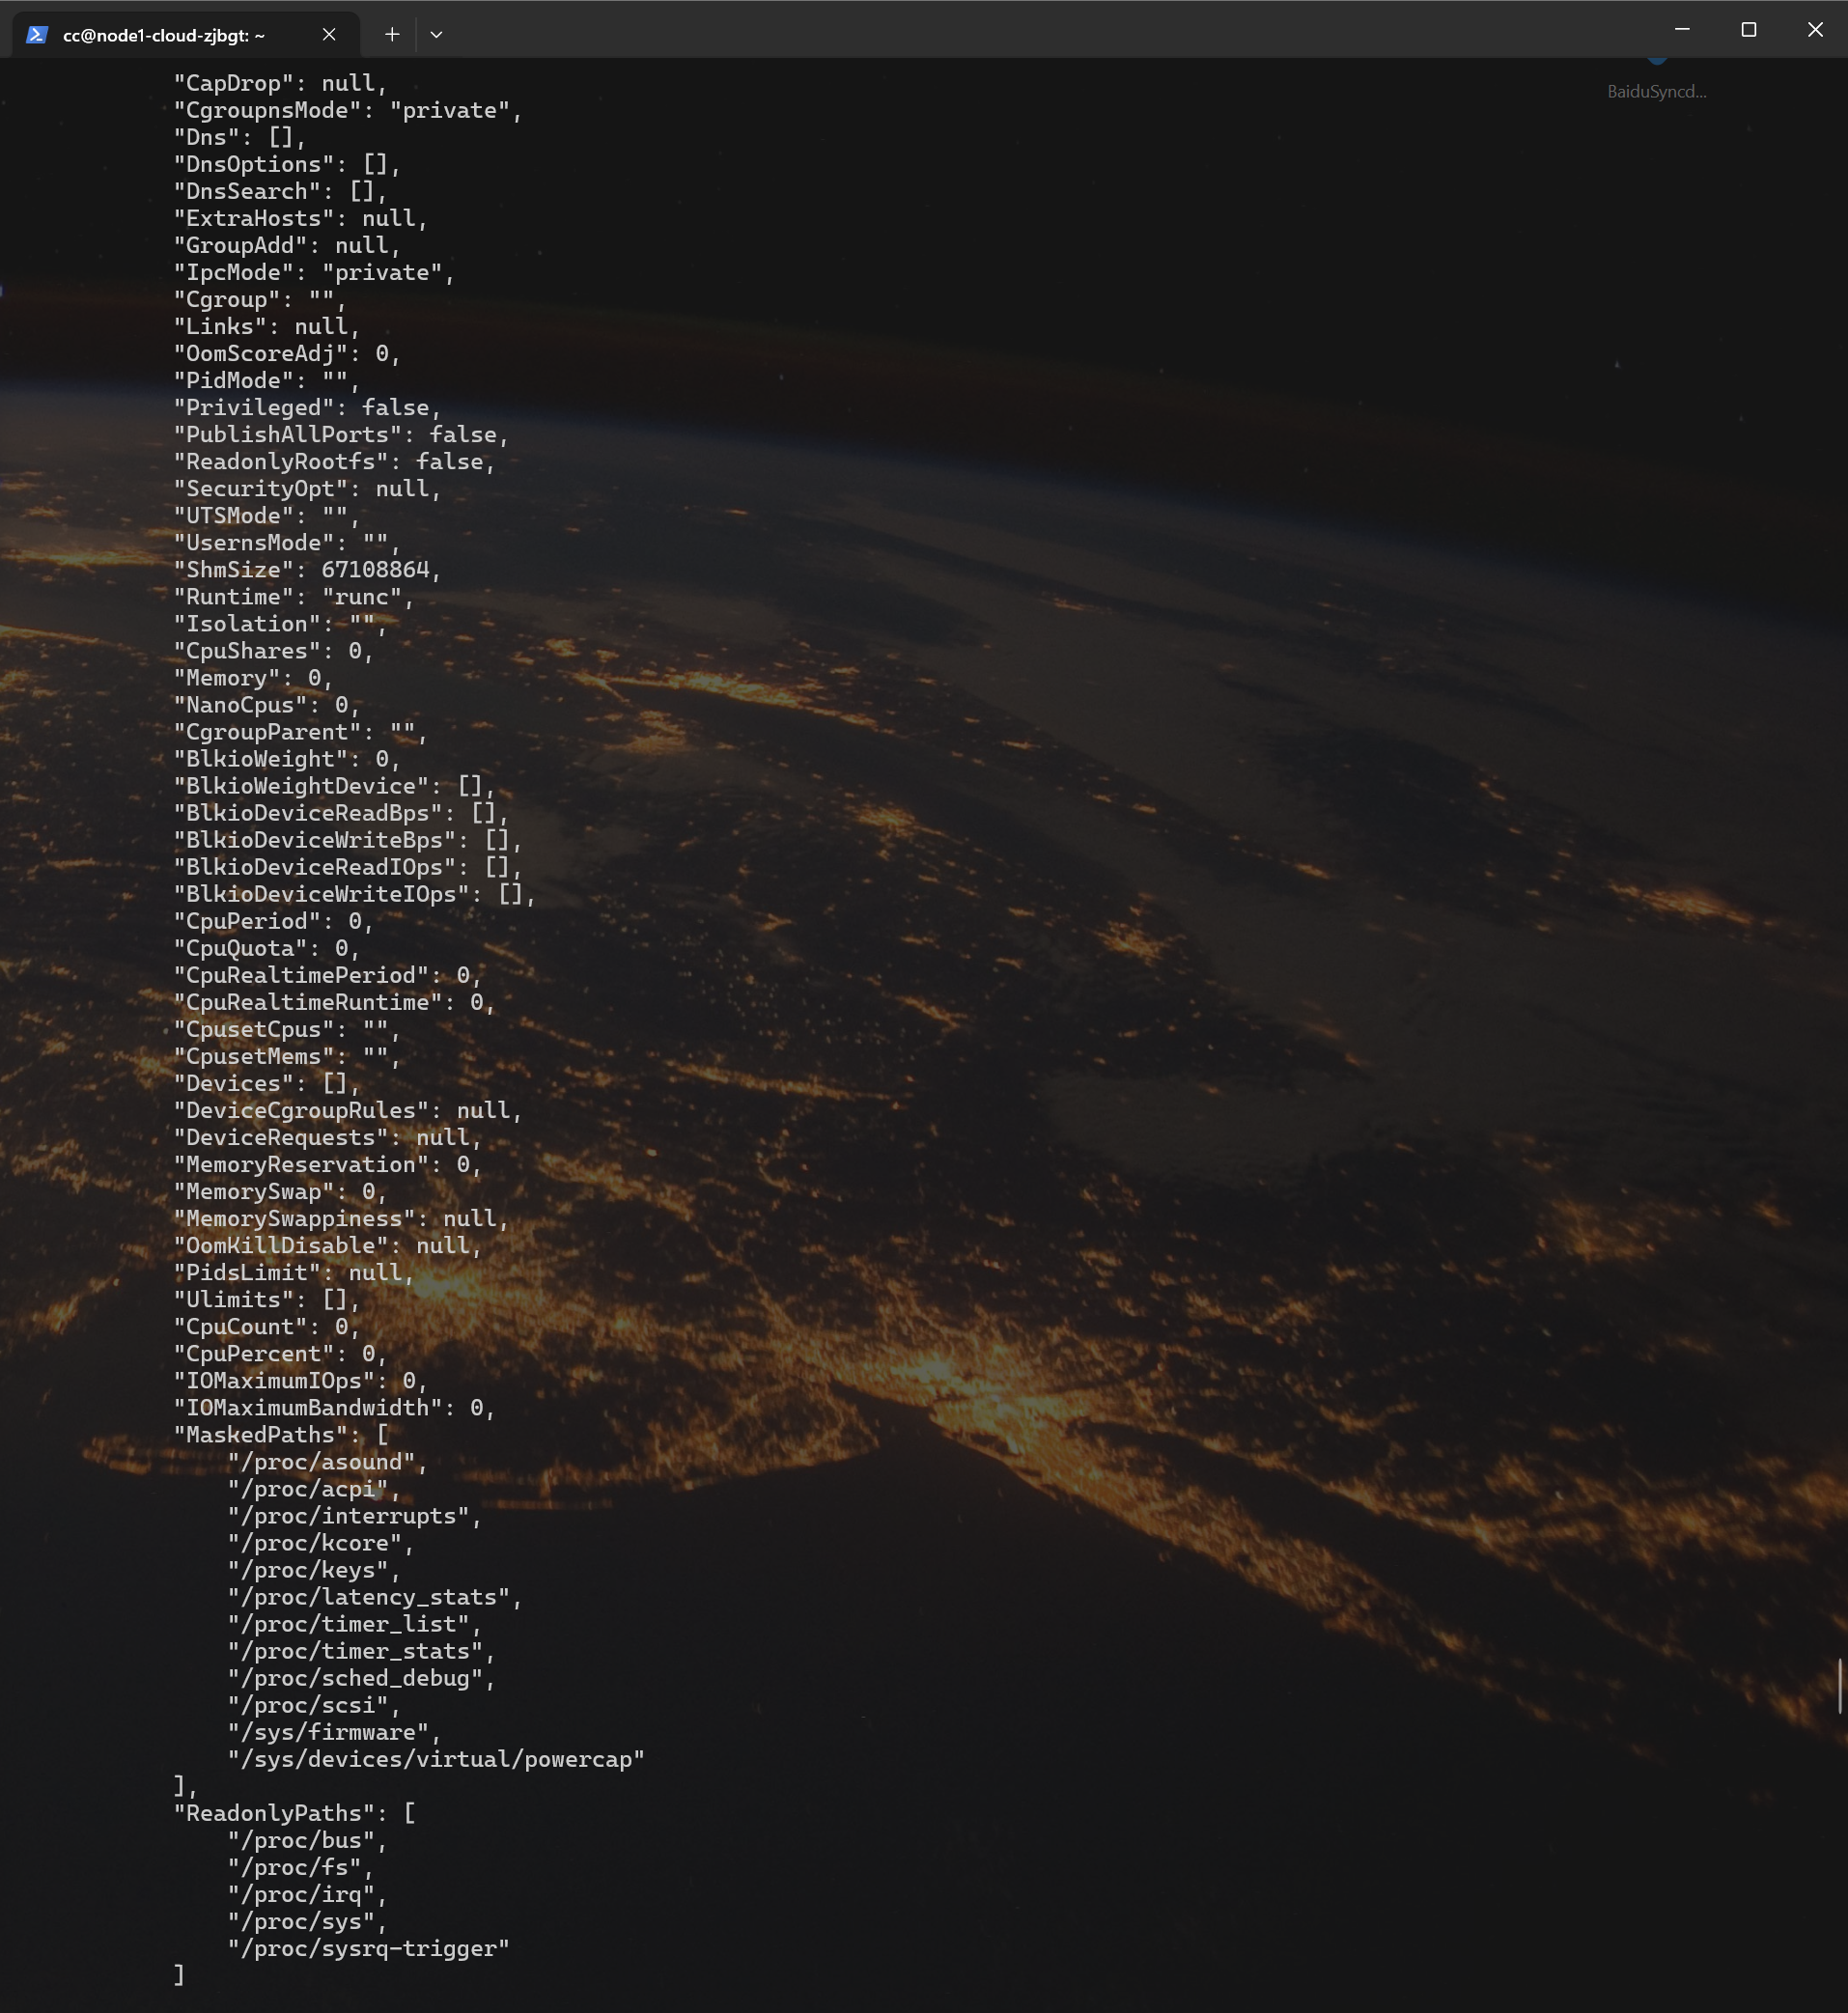 cc@node1-cloud-zjbgt: ~
BaiduSyncd...
"CapDrop": null,
"CgroupnsMode": "private",
"Dns": [],
"DnsOptions": [],
"DnsSearch": [],
"ExtraHosts": null,
"GroupAdd": null,
"IpcMode": "private",
"Cgroup": "",
"Links": null,
"OomScoreAdj": 0,
"PidMode": "",
"Privileged": false,
"PublishAllPorts": false,
"ReadonlyRootfs": false,
"SecurityOpt": null,
"UTSMode": "",
"UsernsMode": "",
"ShmSize": 67108864,
"Runtime": "runc",
"Isolation": "",
"CpuShares": 0,
"Memory": 0,
"NanoCpus": 0,
"CgroupParent": "",
"BlkioWeight": 0,
"BlkioWeightDevice": [],
"BlkioDeviceReadBps": [],
"BlkioDeviceWriteBps": [],
"BlkioDeviceReadIOps": [],
"BlkioDeviceWriteIOps": [],
"CpuPeriod": 0,
"CpuQuota": 0,
"CpuRealtimePeriod": 0,
"CpuRealtimeRuntime": 0,
"CpusetCpus": "",
"CpusetMems": "",
"Devices": [],
"DeviceCgroupRules": null,
"DeviceRequests": null,
"MemoryReservation": 0,
"MemorySwap": 0,
"MemorySwappiness": null,
"OomKillDisable": null,
"PidsLimit": null,
"Ulimits": [],
"CpuCount": 0,
"CpuPercent": 0,
"IOMaximumIOps": 0,
"IOMaximumBandwidth": 0,
"MaskedPaths": [
"/proc/asound",
"/proc/acpi",
"/proc/interrupts",
"/proc/kcore",
"/proc/keys",
"/proc/latency_stats",
"/proc/timer_list",
"/proc/timer_stats",
"/proc/sched_debug",
"/proc/scsi",
"/sys/firmware",
"/sys/devices/virtual/powercap"
],
"ReadonlyPaths": [
"/proc/bus",
"/proc/fs",
"/proc/irq",
"/proc/sys",
"/proc/sysrq-trigger"
]